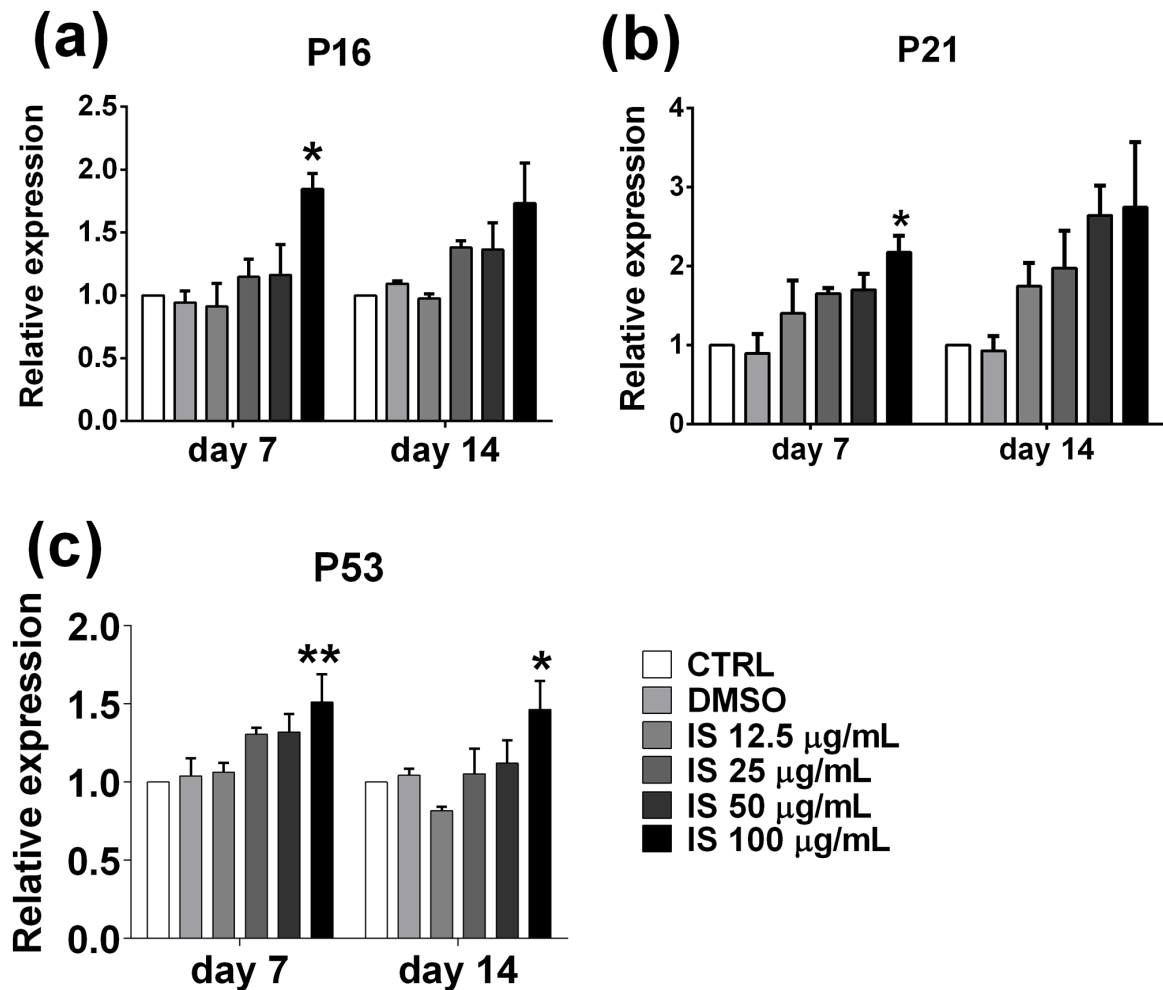 (a)
P16
Relative expression
2.5
2.0
1.5
1.0
0.5
0.0
*
day 7 day 14
(b)
P21
Relative expression
4
3
2
1
0
*
day 7 day 14
(c)
P53
Relative expression
2.0
1.5
1.0
0.5
0.0
** *
day 7 day 14
CTRL
DMSO
IS 12.5 μg/mL
IS 25 μg/mL
IS 50 μg/mL
IS 100 μg/mL